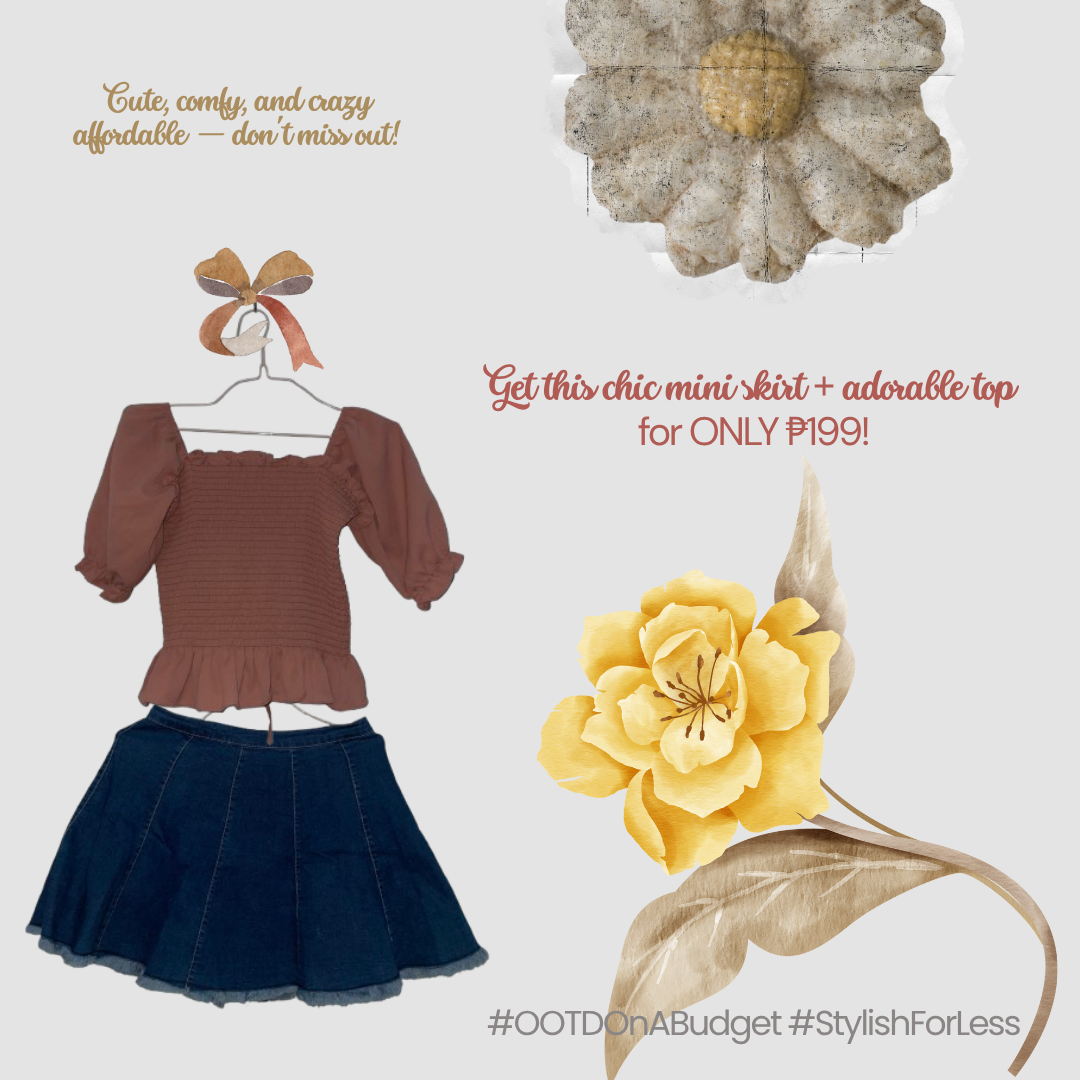 Cute, comfy, and crazy
affordable — don't miss out!
Get this chic mini skirt + adorable top
for ONLY ₱199!
#OOTDOnABudget #StylishForLess